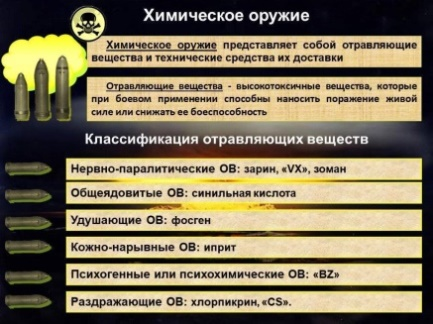 Химическое оружие
Химическое оружие представляет собой отравляющие
вещества и технические средства их доставки
Отравляющие вещества - высокотоксичные вещества, которые
при боевом применении способны наносить поражение живой
силе или снижать ее боеспособность
Классификация отравляющих веществ
Нервно-паралитические ОВ: зарин, «VX», зоман
Общеядовитые ОВ: синильная кислота
Удушающие ОВ: фосген
Кожно-нарывные ОВ: иприт
Психогенные или психохимические ОВ: «BZ»
Раздражающие ОВ: хлорпикрин, «CS».